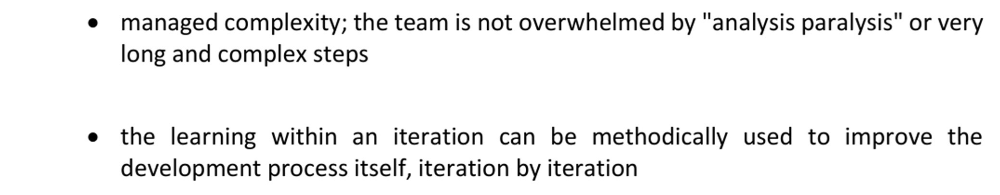 • managed complexity; the team is not overwhelmed by "analysis paralysis" or very
long and complex steps
• the learning within an iteration can be methodically used to improve the
development process itself, iteration by iteration